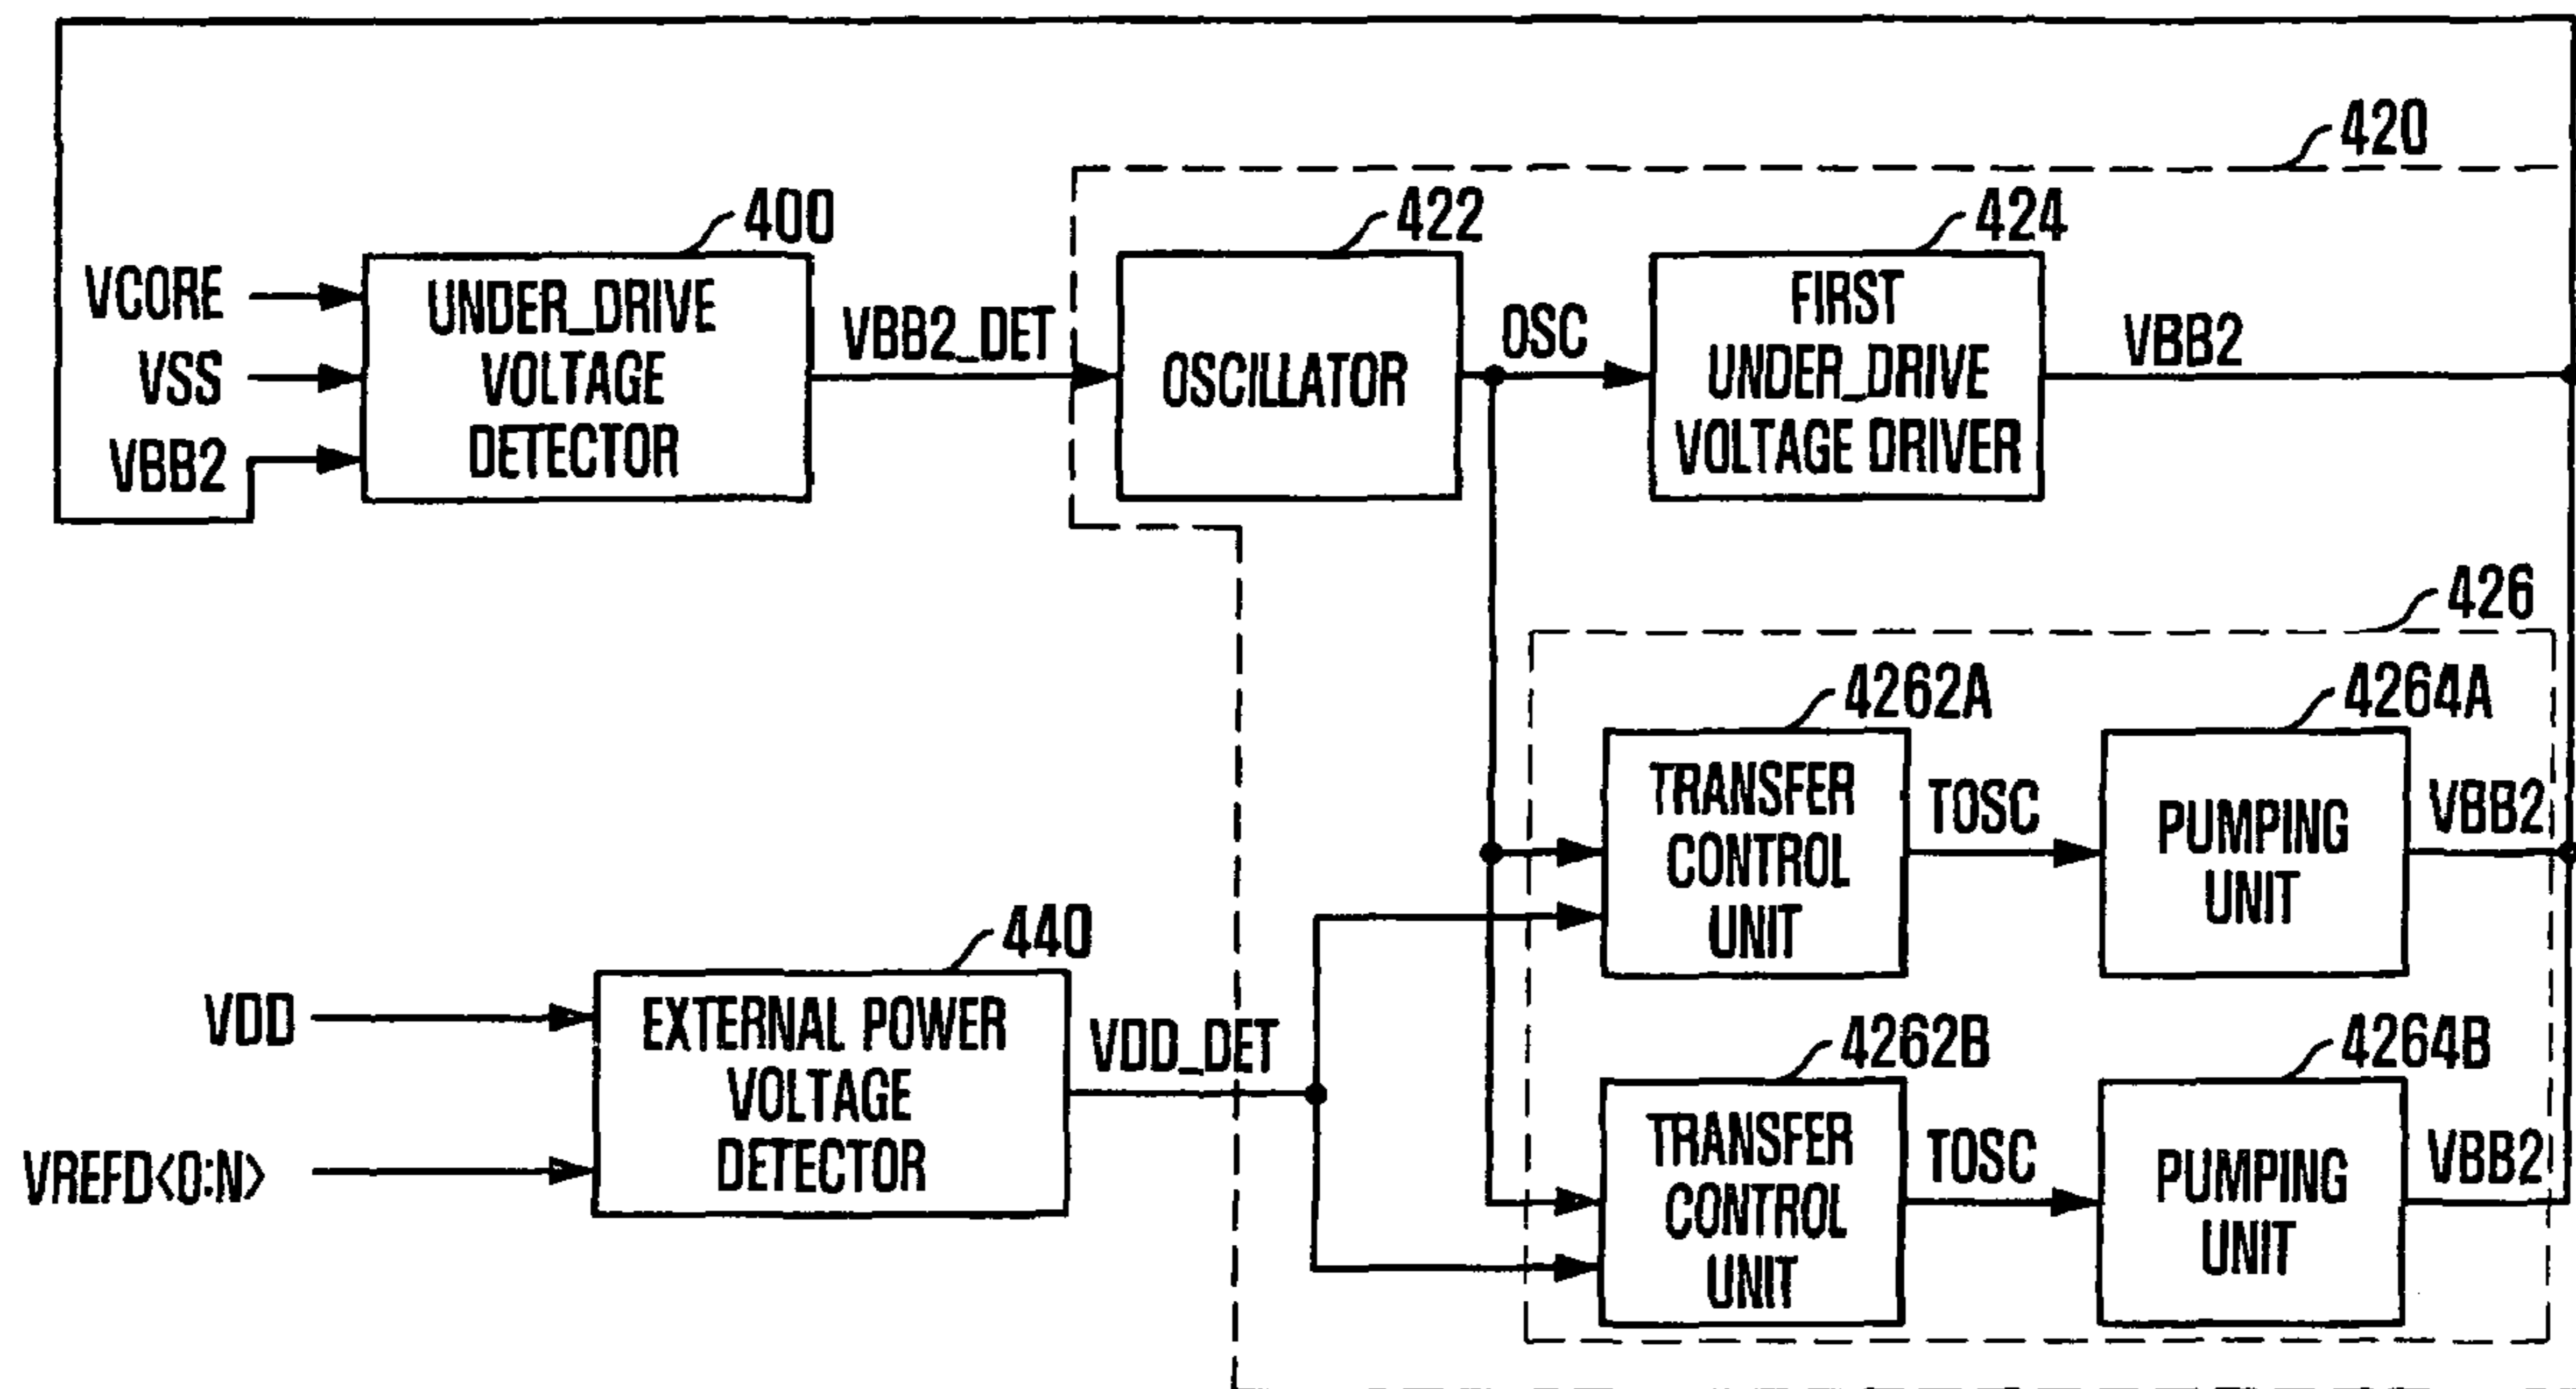 420
400
422
424
VCORE
VSS
VBB2
UNDER_DRIVE
VOLTAGE
DETECTOR
VBB2_DET
OSCILLATOR
OSC
FIRST
UNDER_DRIVE
VOLTAGE DRIVER
VBB2
426
4262A
4264A
TRANSFER
CONTROL
UNIT
TOSC
PUMPING
UNIT
VBB2
440
VDD
VREFD<0:N>
EXTERNAL POWER
VOLTAGE
DETECTOR
VDD_DET
4262B
4264B
TRANSFER
CONTROL
UNIT
TOSC
PUMPING
UNIT
VBB2